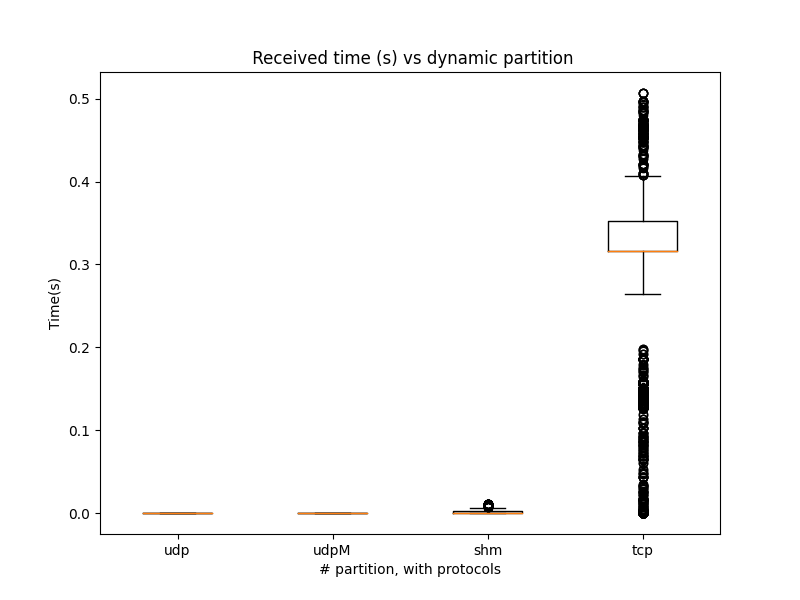 Received time (s) vs dynamic partition
0.5
0.4
0.3
0.2
0.1
0.0
Time(s)
udp udpM shm tcp
# partition, with protocols